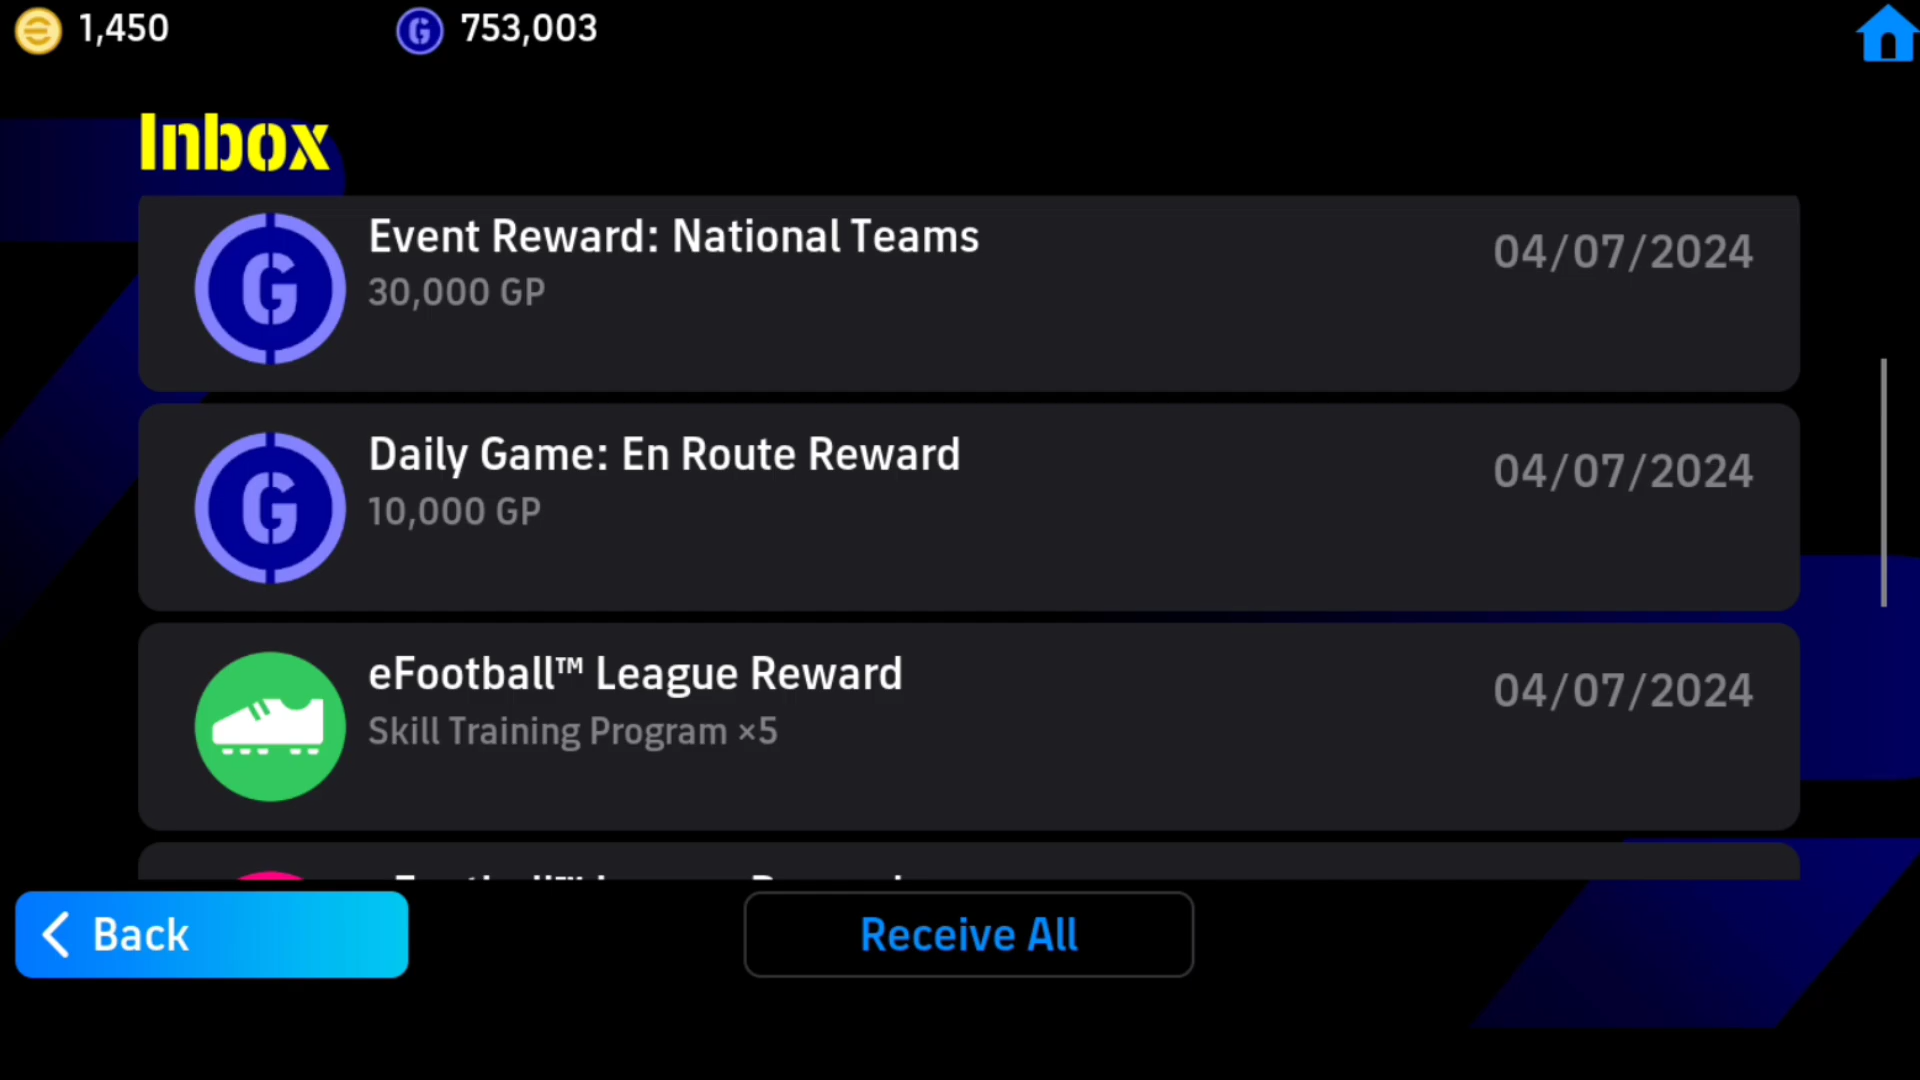 1,450
753,003
Inbox
Event Reward: National Teams
04/07/2024
30,000 GP
Daily Game: En Route Reward
04/07/2024
10,000 GP
eFootball™ League Reward
04/07/2024
Skill Training Program ×5
Back
Receive All